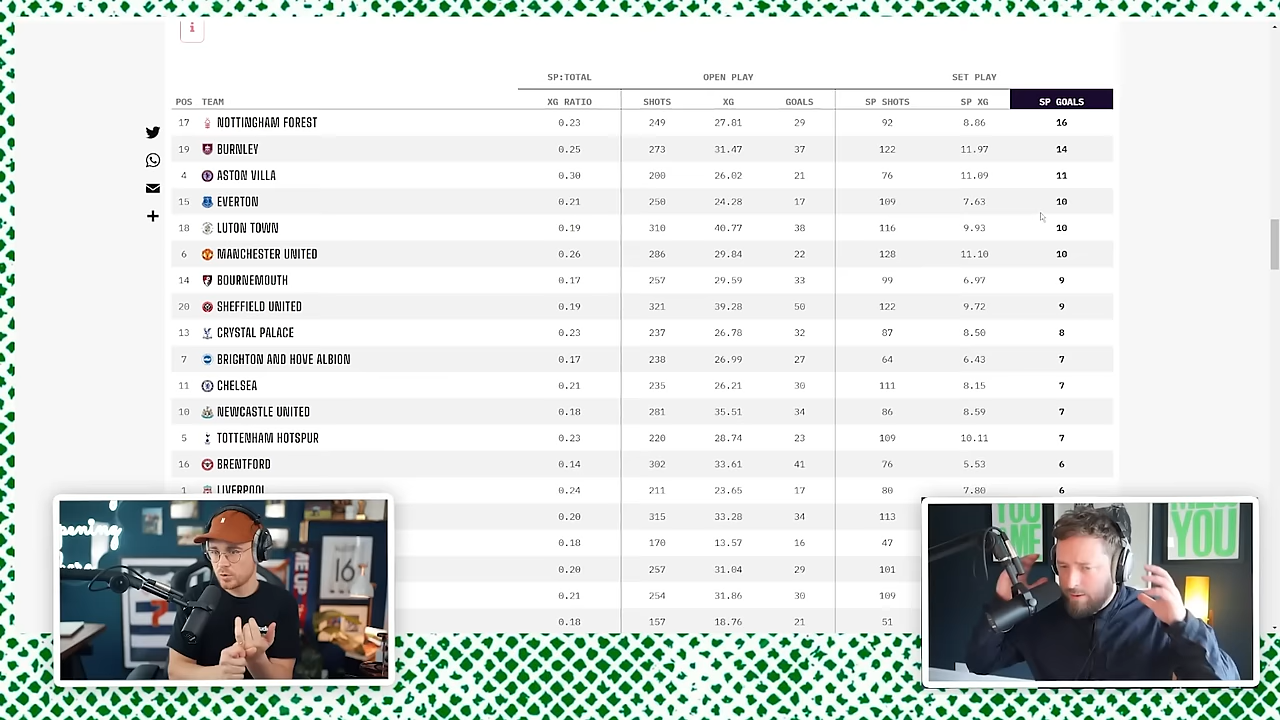 i
SP:TOTAL OPEN PLAY SET PLAY
POS TEAM XG RATIO SHOTS XG GOALS SP SHOTS SP XG SP GOALS
17 NOTTINGHAM FOREST 0.23 249 27.81 29 92 8.86 16
19 BURNLEY 0.25 273 31.47 37 122 11.97 14
4 ASTON VILLA 0.30 200 26.02 21 76 11.09 11
15 EVERTON 0.21 250 24.28 17 109 7.63 10
18 LUTON TOWN 0.19 310 40.77 38 116 9.93 10
6 MANCHESTER UNITED 0.26 286 29.84 22 128 11.10 10
14 BOURNEMOUTH 0.17 257 29.59 33 99 6.97 9
20 SHEFFIELD UNITED 0.19 321 39.28 50 122 9.72 9
13 CRYSTAL PALACE 0.23 237 26.78 32 87 8.50 8
7 BRIGHTON AND HOVE ALBION 0.17 238 26.99 27 64 6.43 7
11 CHELSEA 0.21 235 26.21 30 111 8.15 7
10 NEWCASTLE UNITED 0.18 281 35.51 34 86 8.59 7
5 TOTTENHAM HOTSPUR 0.23 220 28.74 23 109 10.11 7
16 BRENTFORD 0.14 302 33.61 41 76 5.53 6
1 LIVERPOOL 0.24 211 23.65 17 80 7.80 6
0.20 315 33.28 34 113
0.18 170 13.57 16 47
0.20 257 31.04 29 101
0.21 254 31.86 30 109
0.18 157 18.76 21 51
16
YOU
ME
YOU